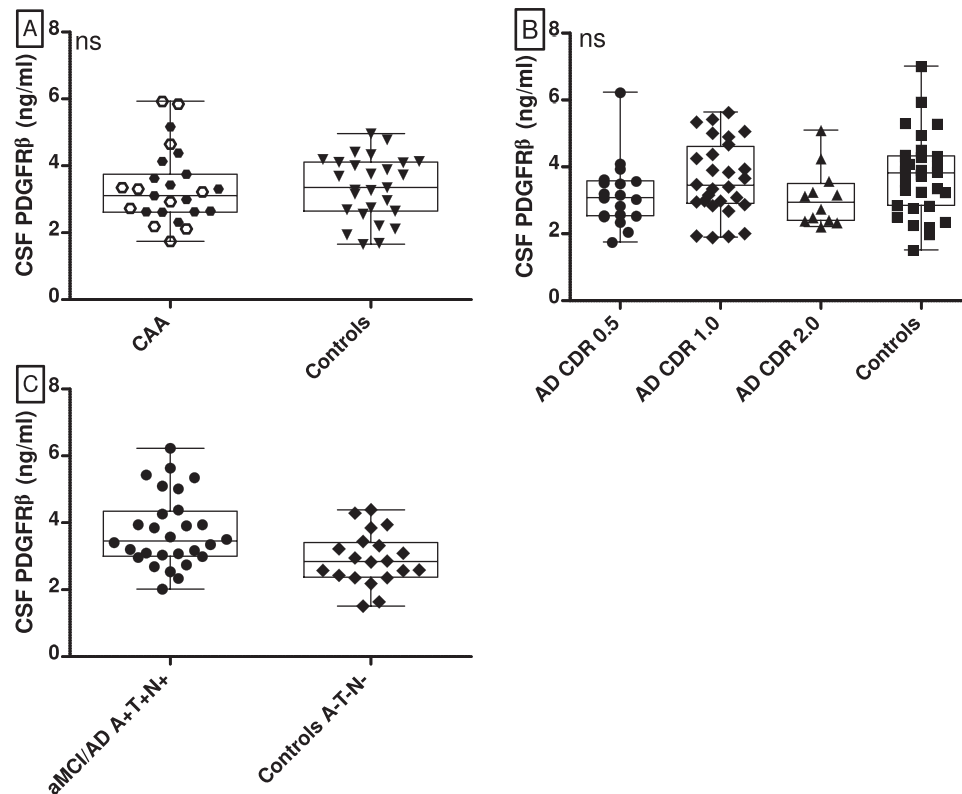 A
ns
CSF PDGFRβ (ng/ml)
8
6
4
2
0
CAA
Controls
B
ns
CSF PDGFRβ (ng/ml)
8
6
4
2
0
AD CDR 0.5
AD CDR 1.0
AD CDR 2.0
Controls
C
CSF PDGFRβ (ng/ml)
8
6
4
2
0
aMCI/AD A+T+N+
Controls A-T-N-